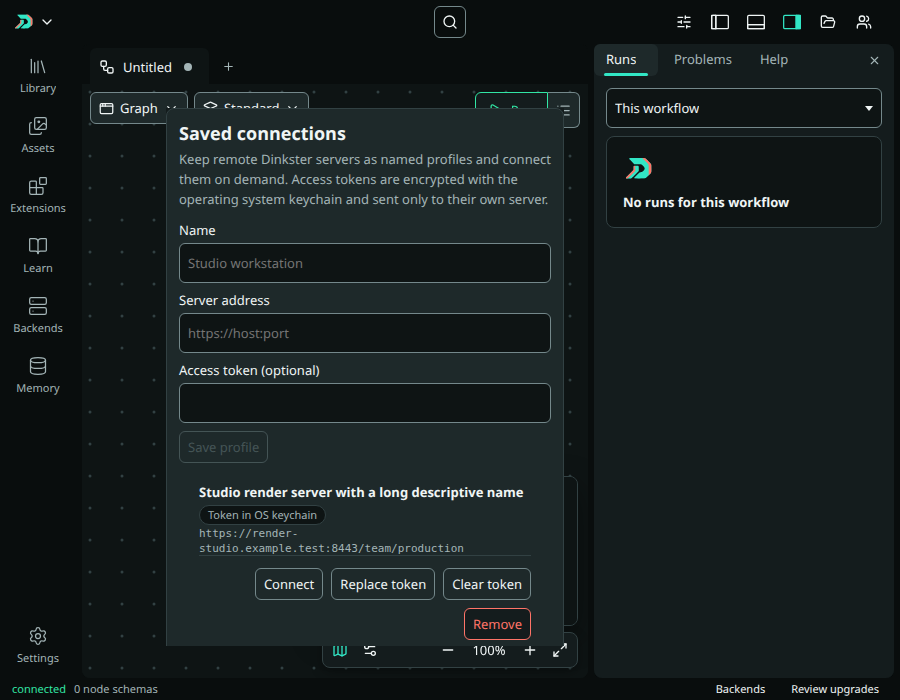 Library
Assets
Extensions
Learn
Backends
Memory
Settings
Untitled
Graph
Standard
Saved connections
Keep remote Dinkster servers as named profiles and connect
them on demand. Access tokens are encrypted with the
operating system keychain and sent only to their own server.
Name
Studio workstation
Server address
https://host:port
Access token (optional)
Save profile
Studio render server with a long descriptive name
Token in OS keychain
https://render-
studio.example.test:8443/team/production
Connect Replace token Clear token
Remove
100%
Runs Problems Help
This workflow
No runs for this workflow
connected 0 node schemas
Backends Review upgrades